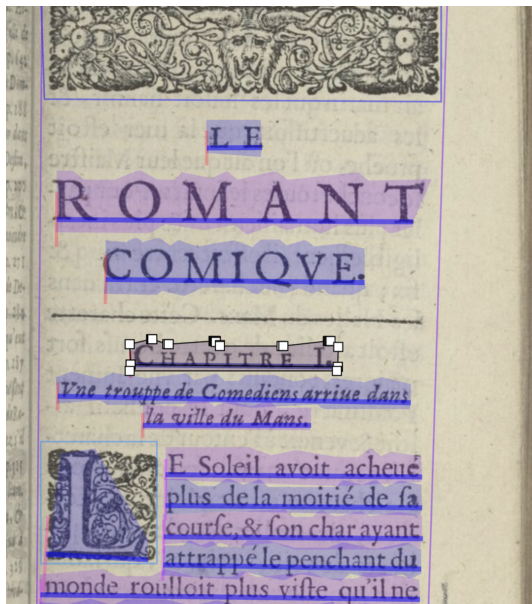 LE
ROMANT
COMIQVE.
CHAPITRE I.
Vne trouppe de Comediens arriue dans
la ville du Mans.
LE Soleil avoit acheué
plus de la moitié de ſa
courſe, & ſon char ayant
attrappé le penchant du
monde roulloit plus viſte qu'il ne